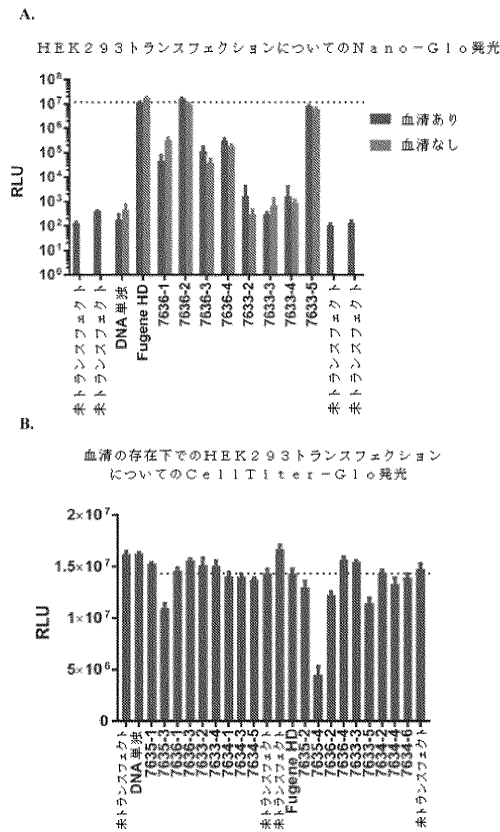 A.
HEK293トランスフェクションについてのNano-Glo発光
RLU
10⁸
10⁷
10⁶
10⁵
10⁴
10³
10²
10¹
10⁰
血清あり
血清なし
未トランスフェクト
未トランスフェクト
DNA単独
Fugene HD
7636-1
7636-2
7636-3
7636-4
7633-2
7633-3
7633-4
7633-5
未トランスフェクト
未トランスフェクト
B.
血清の存在下でのHEK293トランスフェクション
についてのCellTiter-Glo発光
RLU
2×10⁷
1.5×10⁷
1×10⁷
5×10⁶
0
未トランスフェクト
DNA単独
7635-1
7635-3
7636-1
7636-3
7633-2
7633-4
7634-1
7634-3
7634-5
未トランスフェクト
未トランスフェクト
Fugene HD
7635-2
7635-4
7636-2
7636-4
7633-3
7633-5
7634-2
7634-4
7634-6
未トランスフェクト